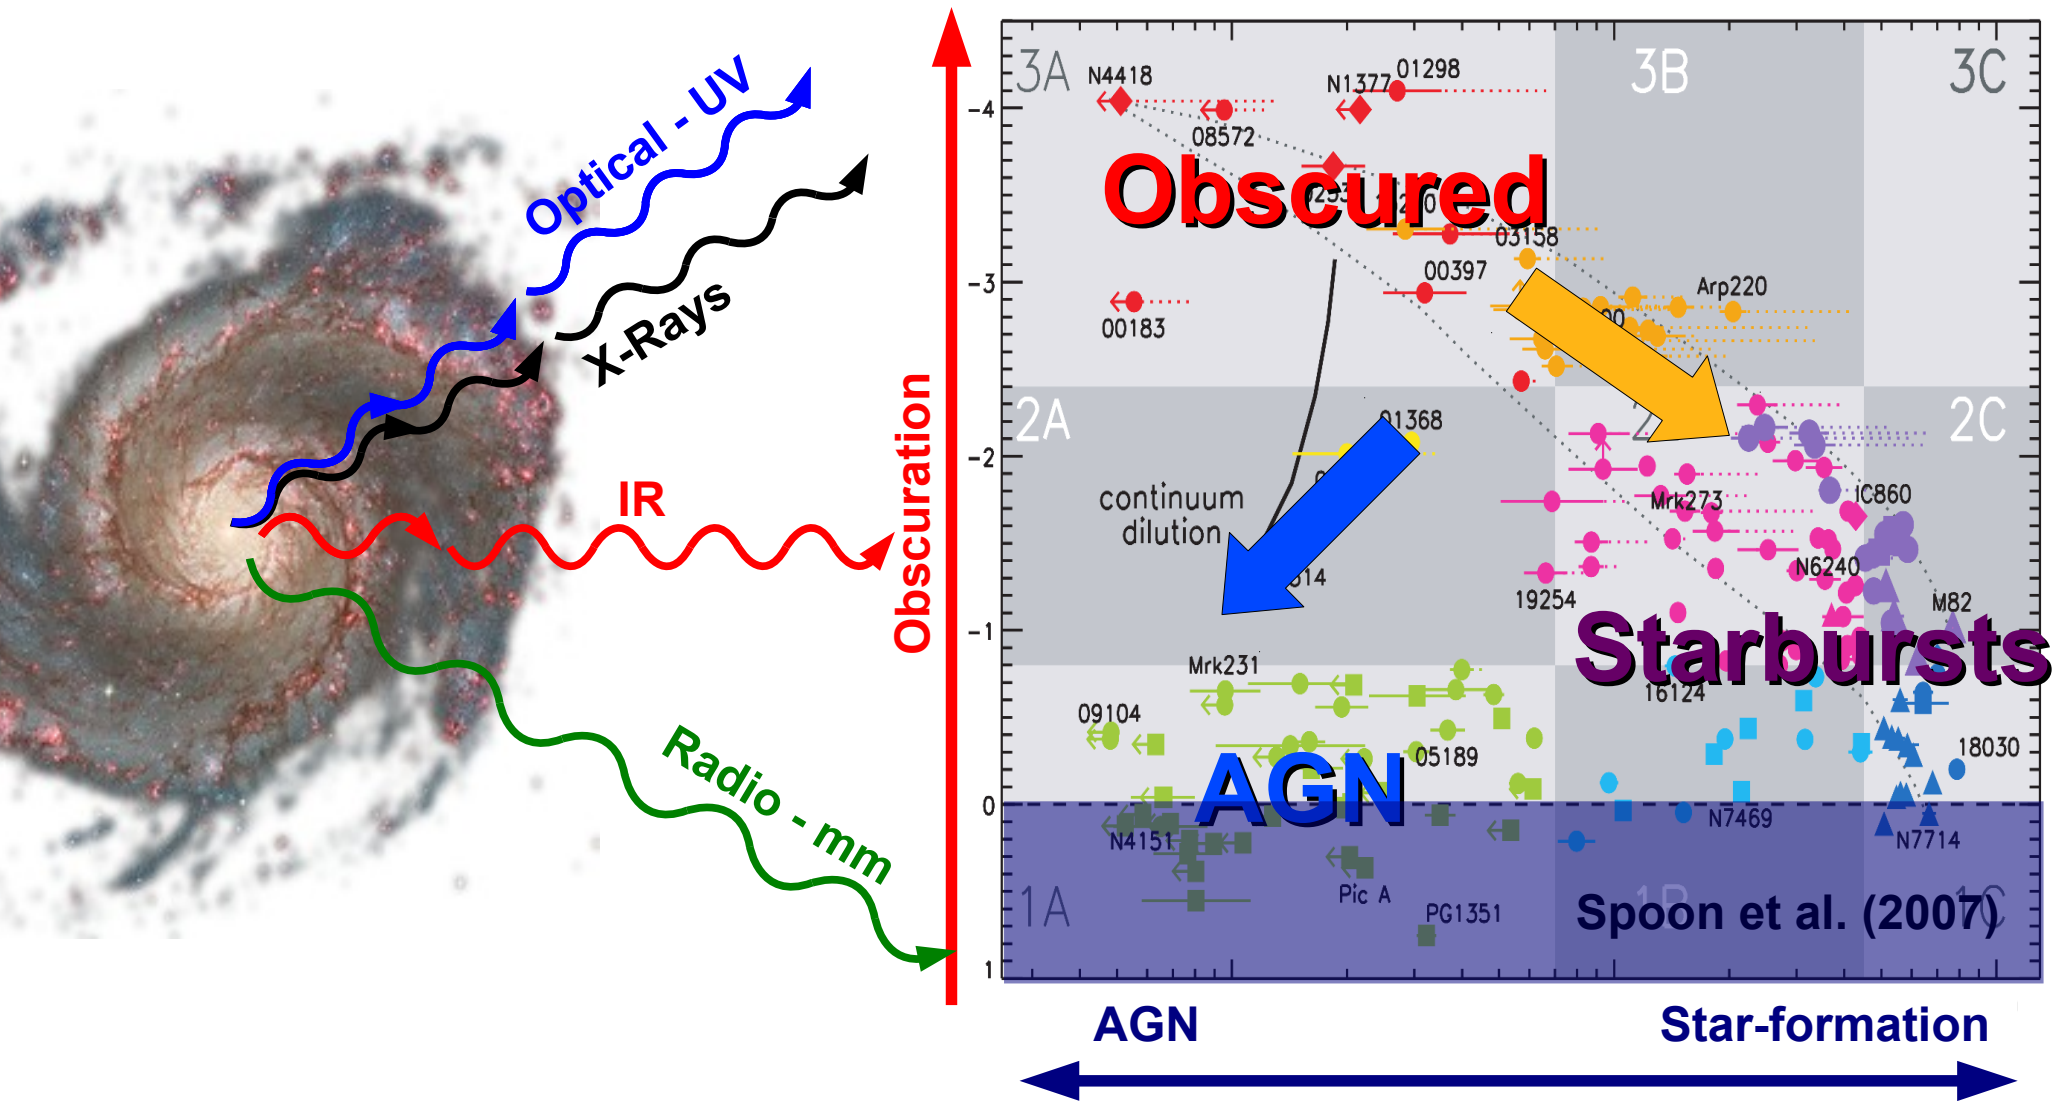 Optical - UV
X-Rays
IR
Radio - mm
Obscuration
-4
-3
-2
-1
0
1
3A
3B
3C
N4418
N1377
01298
08572
Obscured
03158
00397
00183
Arp220
2A
2C
01368
continuum
dilution
Mrk273
IC860
N6240
19254
M82
Starbursts
Mrk231
16124
09104
05189
18030
AGN
N4151
N7469
N7714
Pic A
PG1351
1A
1B
1C
Spoon et al. (2007)
AGN
Star-formation